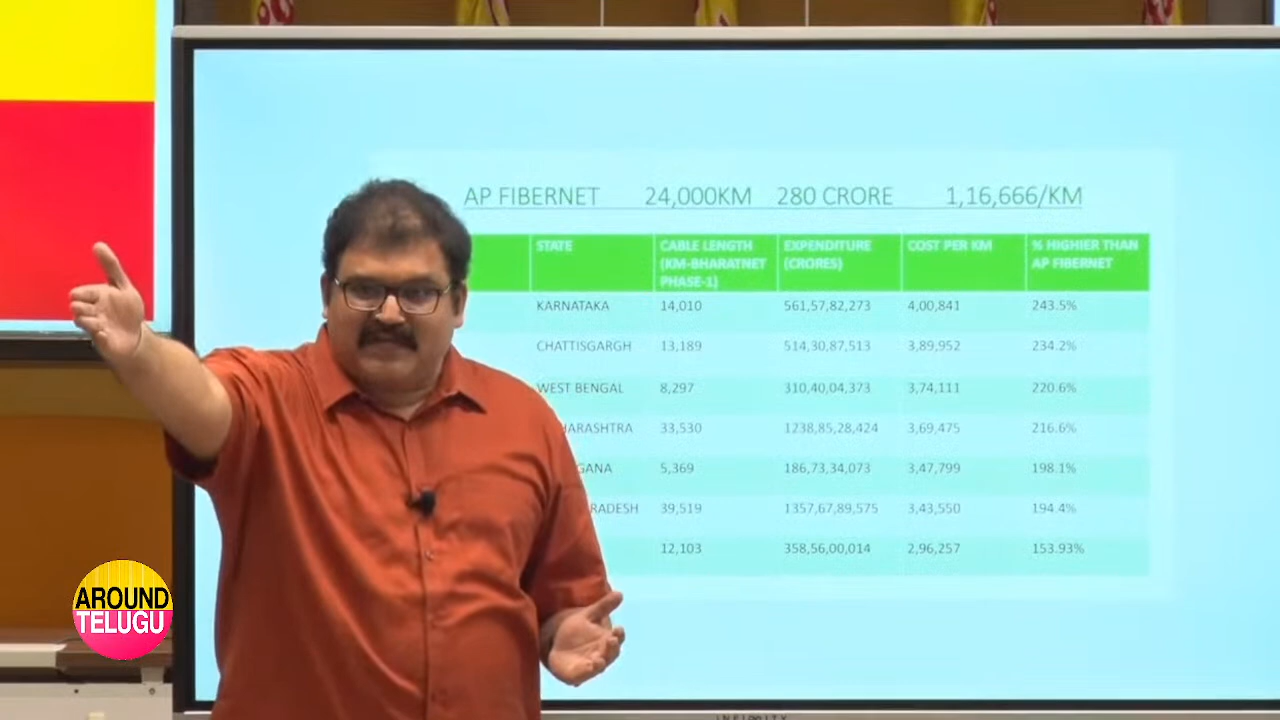 AP FIBERNET 24,000KM 280 CRORE 1,16,666/KM
STATE CABLE LENGTH (KM-BHARATNET PHASE-1) EXPENDITURE (CRORES) COST PER KM % HIGHIER THAN AP FIBERNET
KARNATAKA 14,010 561,57,82,273 4,00,841 243.5%
CHATTISGARGH 13,189 514,30,87,513 3,89,952 234.2%
WEST BENGAL 8,297 310,40,04,373 3,74,111 220.6%
HARASHTRA 33,530 1238,85,28,424 3,69,475 216.6%
GANA 5,369 186,73,34,073 3,47,799 198.1%
RADESH 39,519 1357,67,89,575 3,43,550 194.4%
12,103 358,56,00,014 2,96,257 153.93%
AROUND
TELUGU